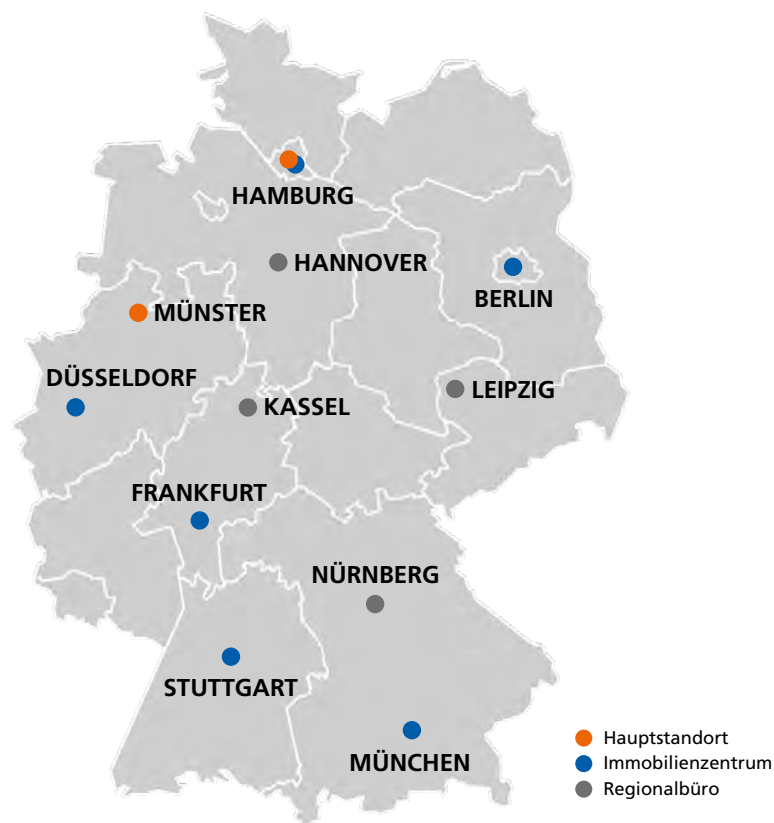 HAMBURG
HANNOVER
BERLIN
MÜNSTER
DÜSSELDORF
LEIPZIG
KASSEL
FRANKFURT
NÜRNBERG
STUTTGART
MÜNCHEN
Hauptstandort
Immobilienzentrum
Regionalbüro